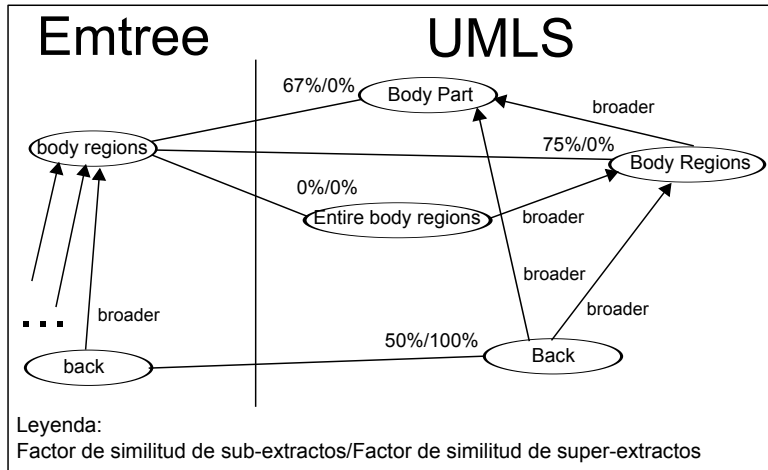 Emtree
UMLS
67%/0%
Body Part
broader
body regions
75%/0%
Body Regions
0%/0%
Entire body regions
broader
broader
broader
broader
...
50%/100%
back
Back
Leyenda:
Factor de similitud de sub-extractos/Factor de similitud de super-extractos